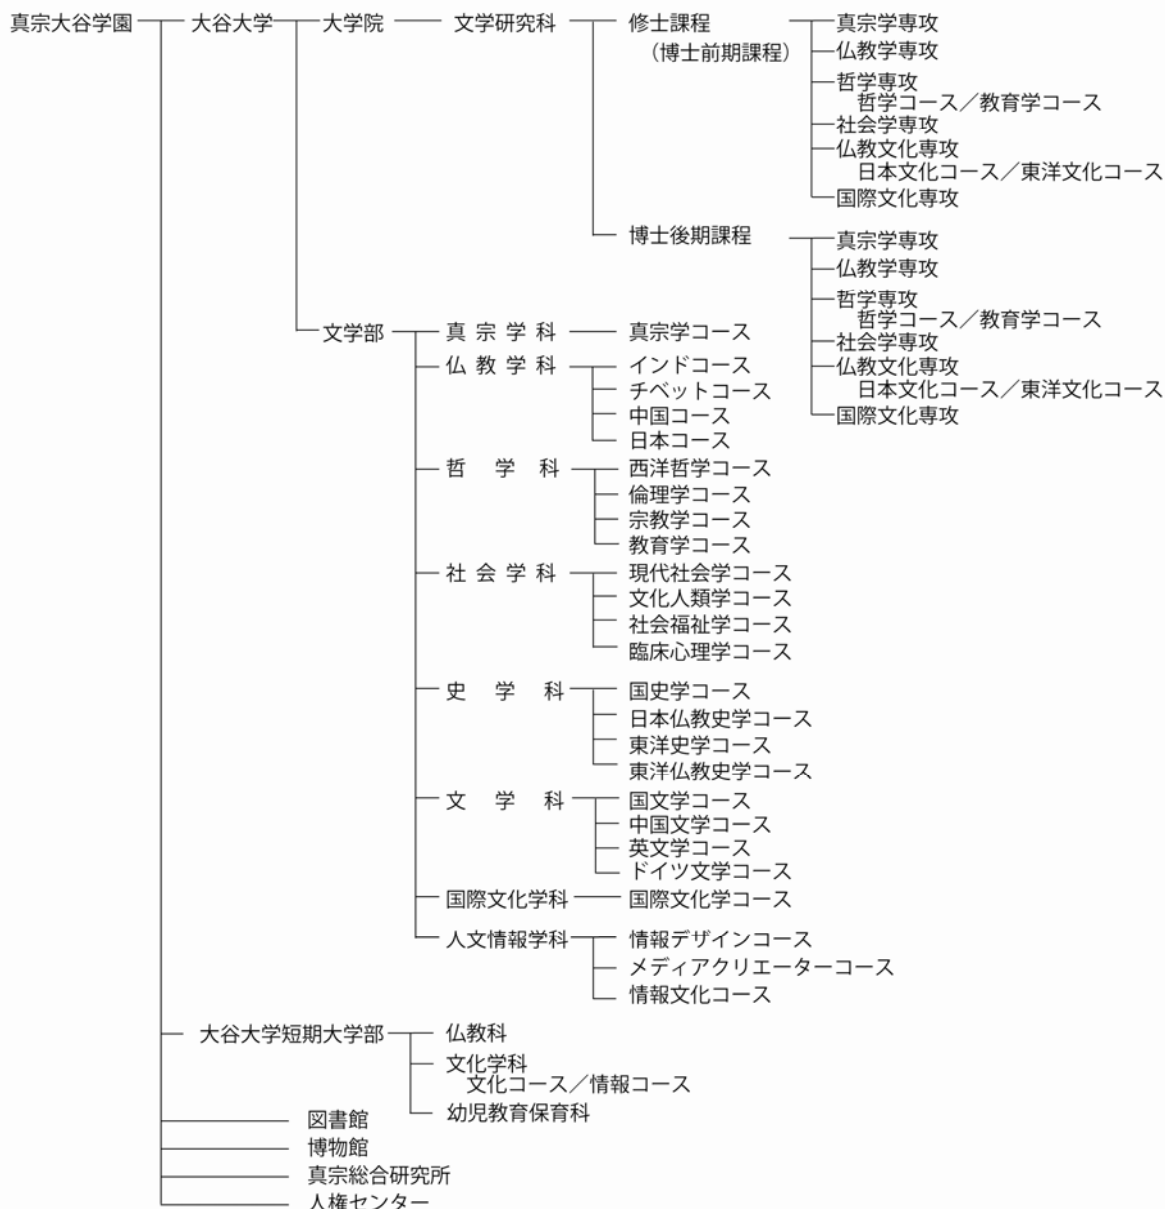 真宗大谷学園 大谷大学 大学院 文学研究科 修士課程 真宗学専攻
（博士前期課程） 仏教学専攻
哲学専攻
哲学コース／教育学コース
社会学専攻
仏教文化専攻
日本文化コース／東洋文化コース
国際文化専攻
博士後期課程 真宗学専攻
仏教学専攻
哲学専攻
哲学コース／教育学コース
社会学専攻
仏教文化専攻
日本文化コース／東洋文化コース
国際文化専攻
文学部 真宗学科 真宗学コース
仏教学科 インドコース
チベットコース
中国コース
日本コース
哲学科 西洋哲学コース
倫理学コース
宗教学コース
教育学コース
社会学科 現代社会学コース
文化人類学コース
社会福祉学コース
臨床心理学コース
史学科 国史学コース
日本仏教史学コース
東洋史学コース
東洋仏教史学コース
文学科 国文学コース
中国文学コース
英文学コース
ドイツ文学コース
国際文化学科 国際文化学コース
人文情報学科 情報デザインコース
メディアクリエーターコース
情報文化コース
大谷大学短期大学部 仏教科
文化学科
文化コース／情報コース
幼児教育保育科
図書館
博物館
真宗総合研究所
人権センター